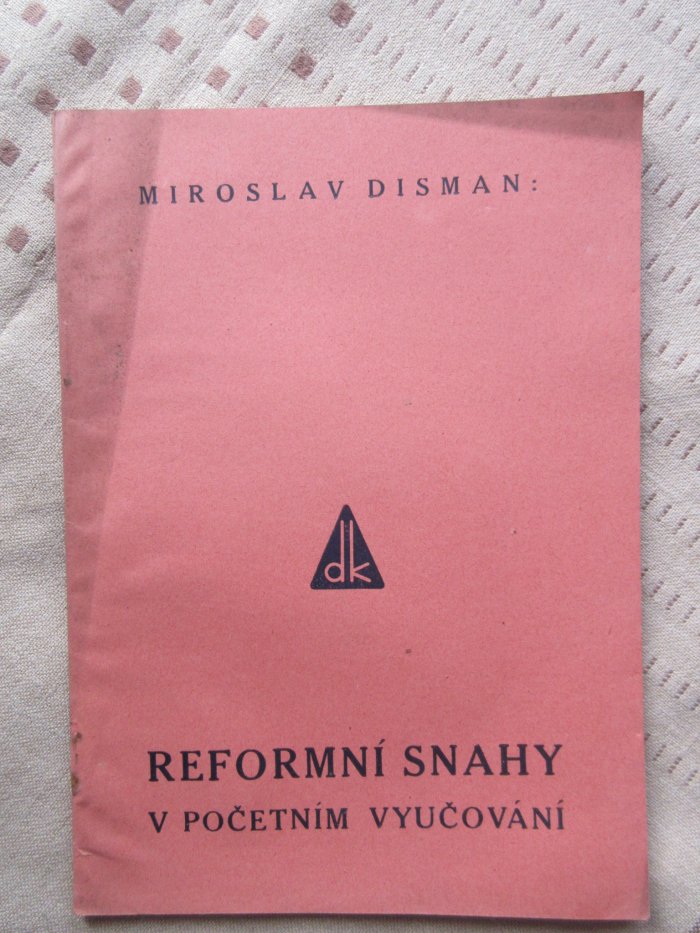 MIROSLAV DISMAN:
dk
REFORMNÍ SNAHY
V POČETNÍM VYUČOVÁNÍ